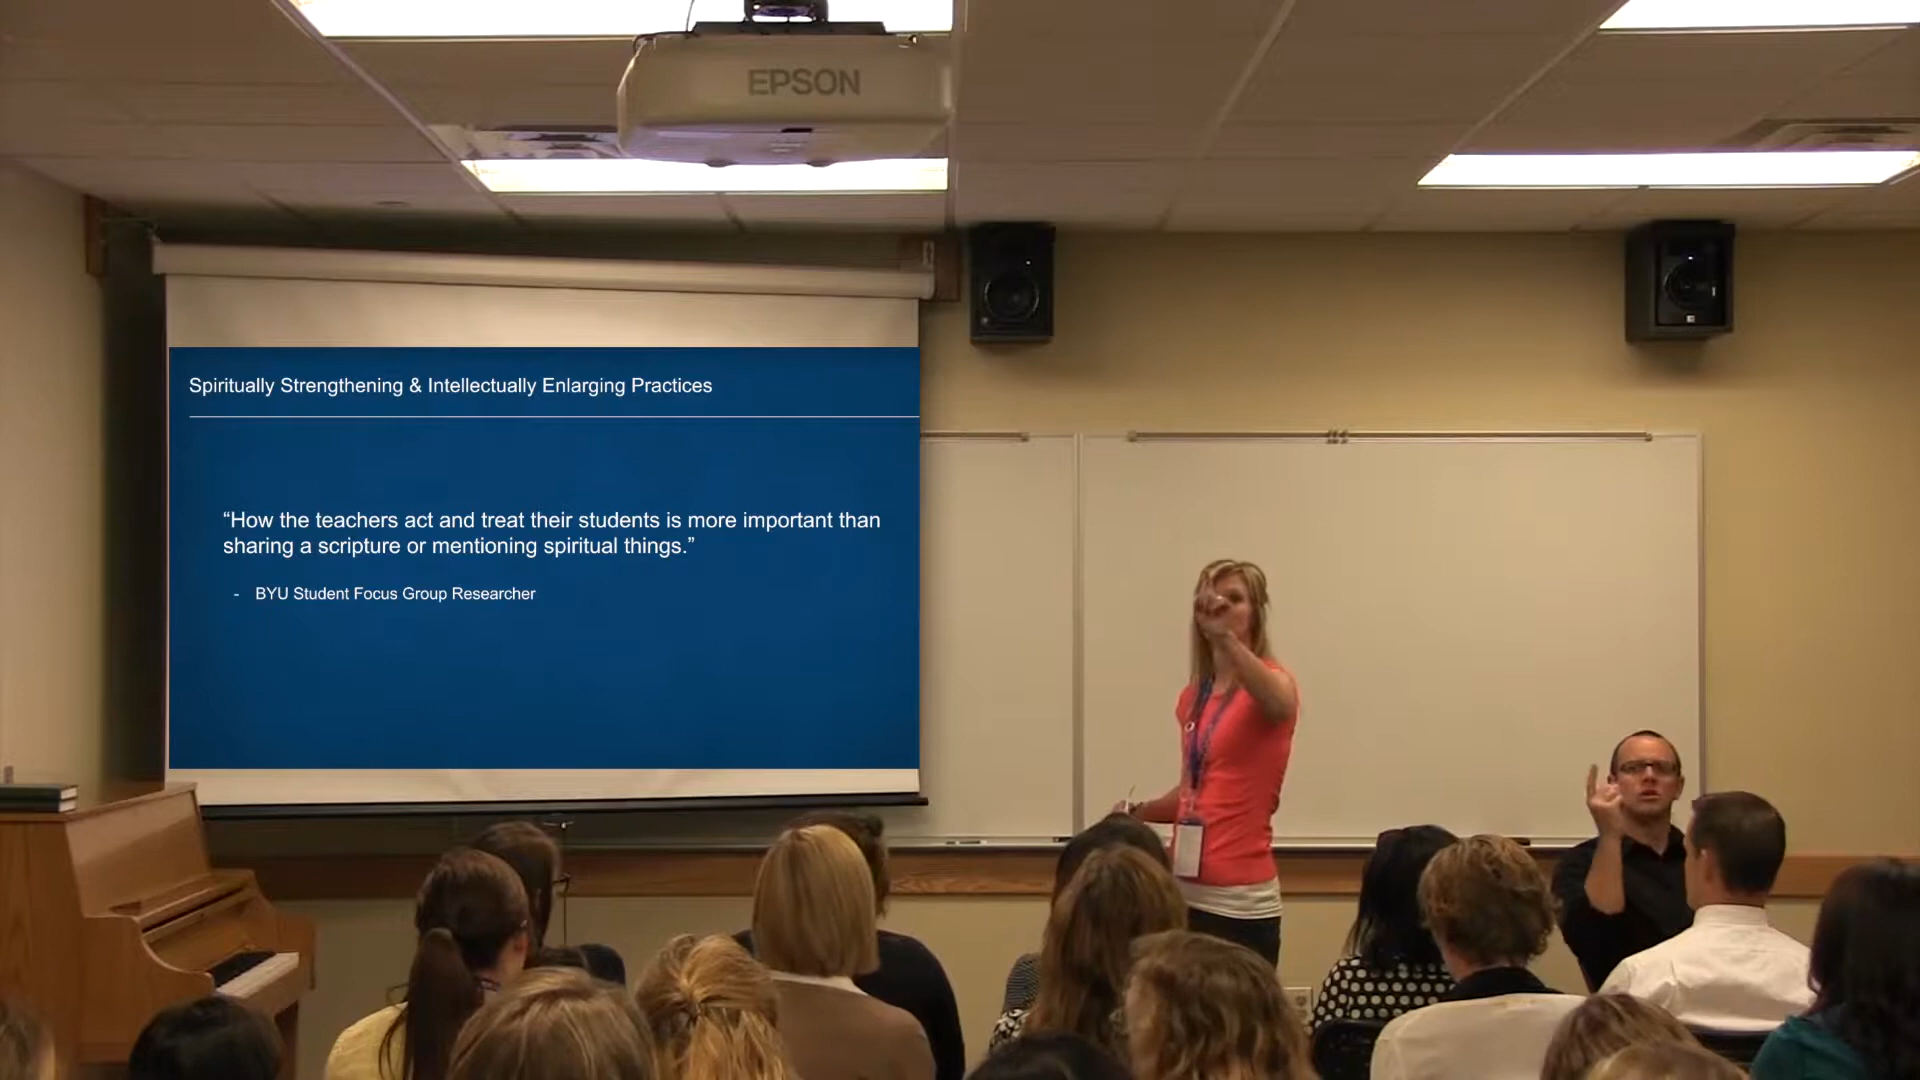 EPSON
Spiritually Strengthening & Intellectually Enlarging Practices
“How the teachers act and treat their students is more important than
sharing a scripture or mentioning spiritual things.”
- BYU Student Focus Group Researcher